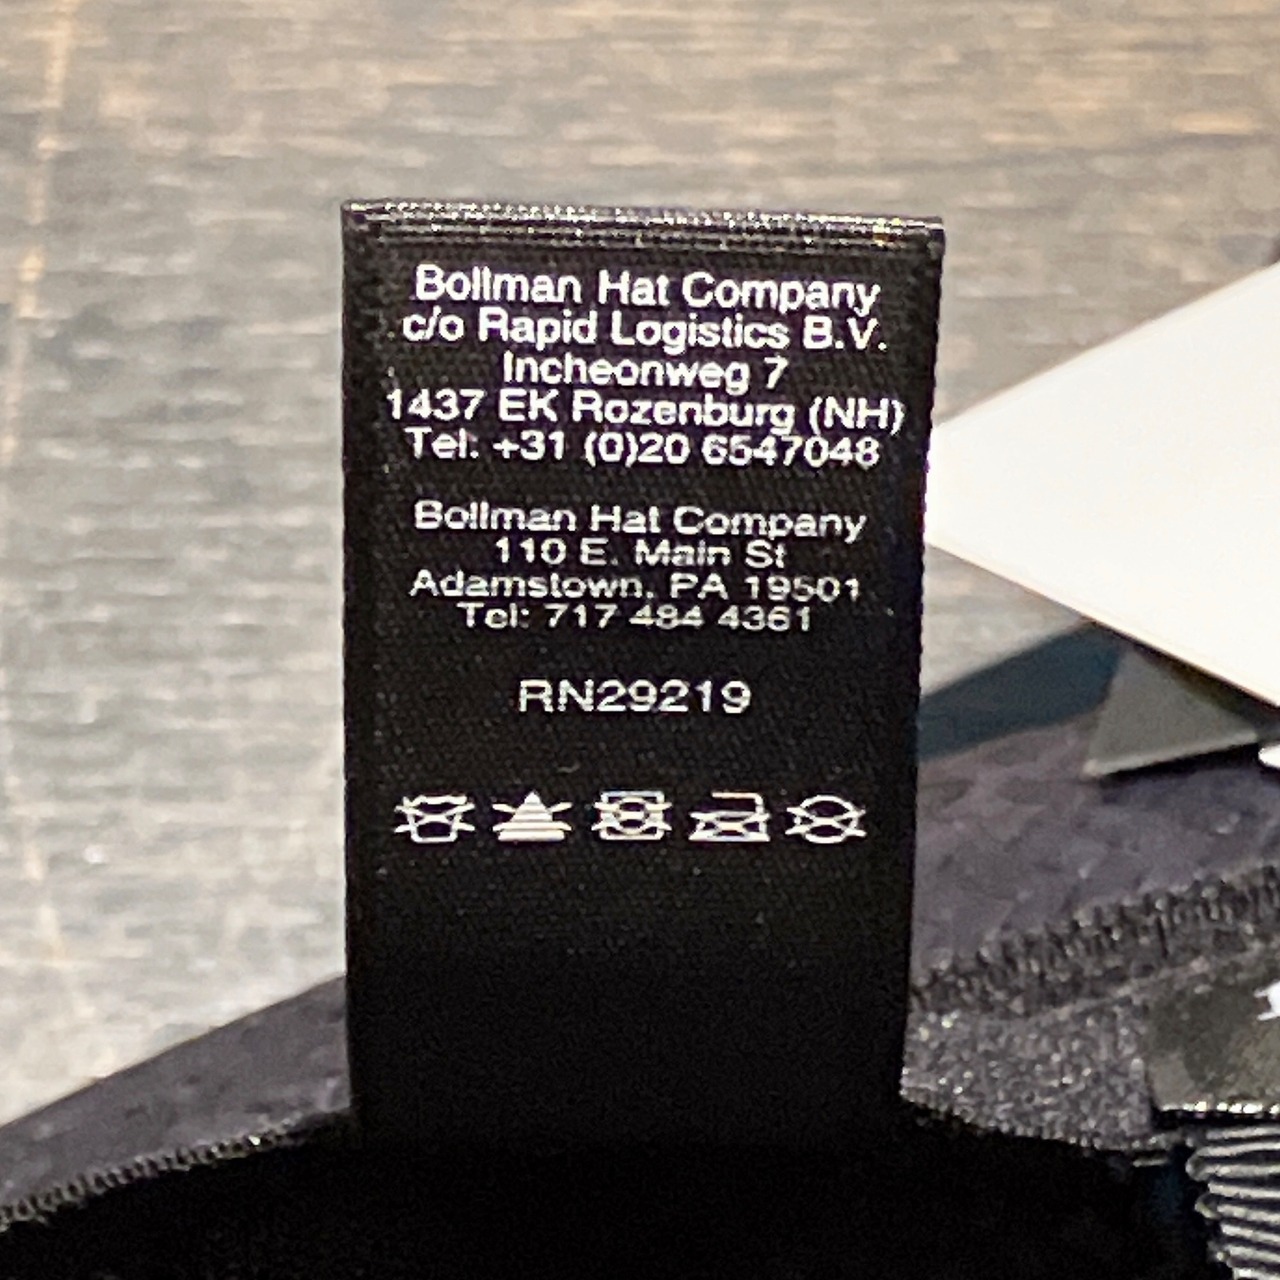 Bollman Hat Company
c/o Rapid Logistics B.V.
Incheonweg 7
1437 EK Rozenburg (NH)
Tel: +31 (0)20 6547048
Bollman Hat Company
110 E. Main St
Adamstown, PA 19501
Tel: 717 484 4361
RN29219